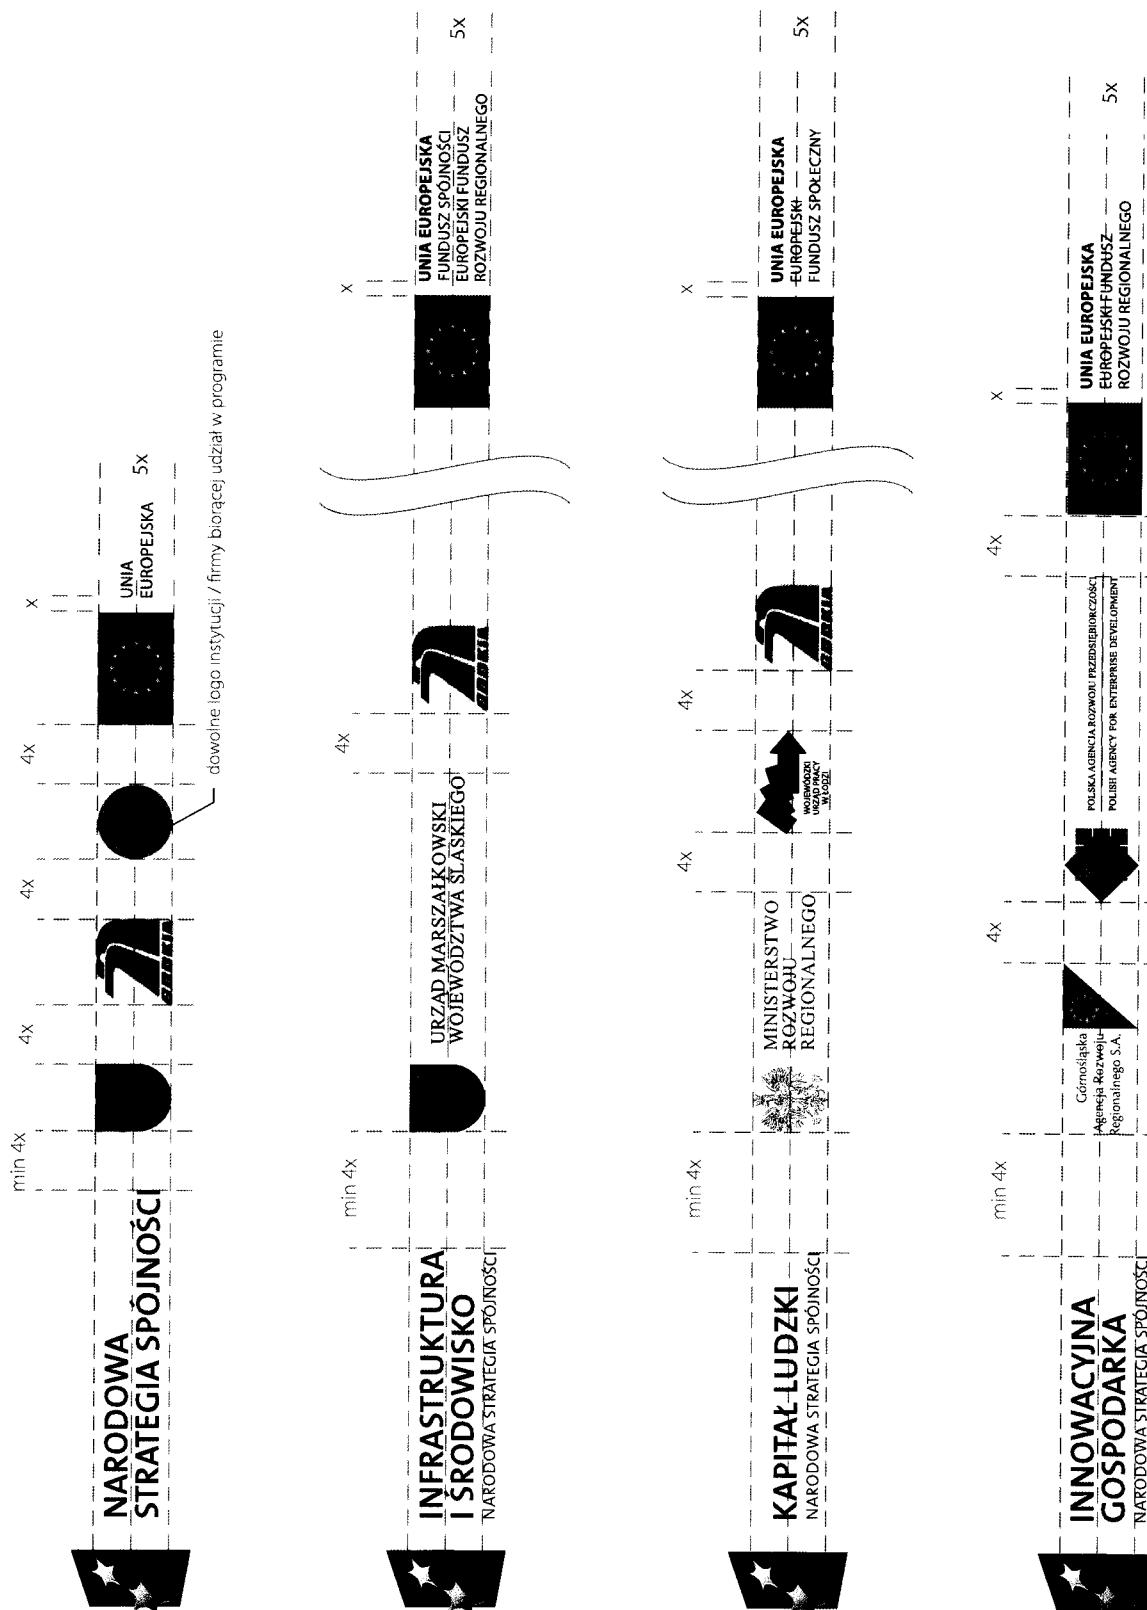 NARODOWA
STRATEGIA SPÓJNOŚCI
min 4x
4x
4x
4x
x
UNIA
EUROPEJSKA
5x
dowolne logo instytucji / firmy biorącej udział w programie
INFRASTRUKTURA
I ŚRODOWISKO
NARODOWA STRATEGIA SPÓJNOŚCI
min 4x
URZĄD MARSZAŁKOWSKI
WOJEWÓDZTWA ŚLĄSKIEGO
4x
x
UNIA EUROPEJSKA
FUNDUSZ SPÓJNOŚCI
EUROPEJSKI FUNDUSZ
ROZWOJU REGIONALNEGO
5x
KAPITAŁ LUDZKI
NARODOWA STRATEGIA SPÓJNOŚCI
min 4x
MINISTERSTWO
ROZWOJU
REGIONALNEGO
4x
WOJEWÓDZKI
URZĄD PRACY
W ŁODZI
4x
x
UNIA EUROPEJSKA
EUROPEJSKI
FUNDUSZ SPOŁECZNY
5x
INNOWACYJNA
GOSPODARKA
NARODOWA STRATEGIA SPÓJNOŚCI
min 4x
Górnośląska
Agencja Rozwoju
Regionalnego S.A.
4x
POLSKA AGENCJA ROZWOJU PRZEDSIĘBIORCZOŚCI
POLISH AGENCY FOR ENTERPRISE DEVELOPMENT
4x
x
UNIA EUROPEJSKA
EUROPEJSKI FUNDUSZ
ROZWOJU REGIONALNEGO
5x